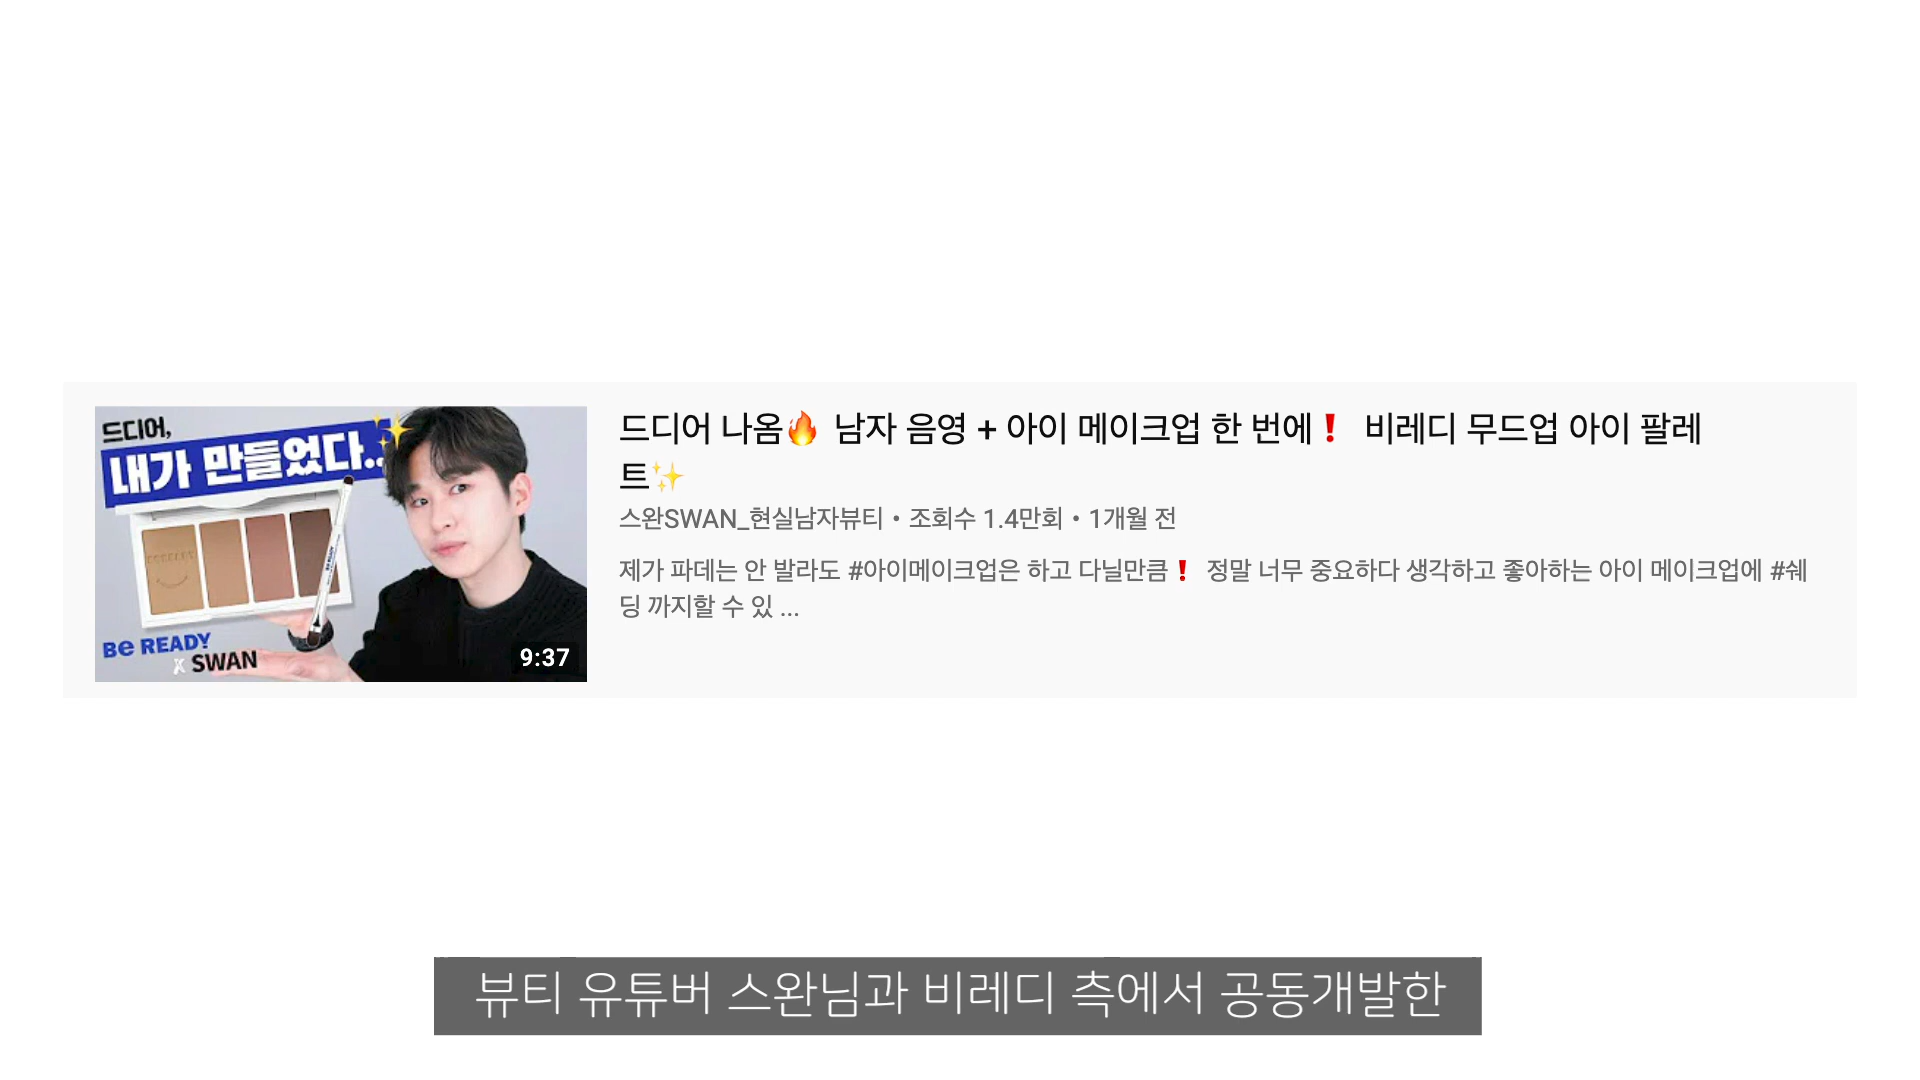 드디어,
내가 만들었다..
BE READY
X SWAN
9:37
드디어 나옴🔥 남자 음영 + 아이 메이크업 한 번에❗ 비레디 무드업 아이 팔레
트✨
스완SWAN_현실남자뷰티 • 조회수 1.4만회 • 1개월 전
제가 파데는 안 발라도 #아이메이크업은 하고 다닐만큼❗ 정말 너무 중요하다 생각하고 좋아하는 아이 메이크업에 #쉐
딩 까지할 수 있 ...
뷰티 유튜버 스완님과 비레디 측에서 공동개발한